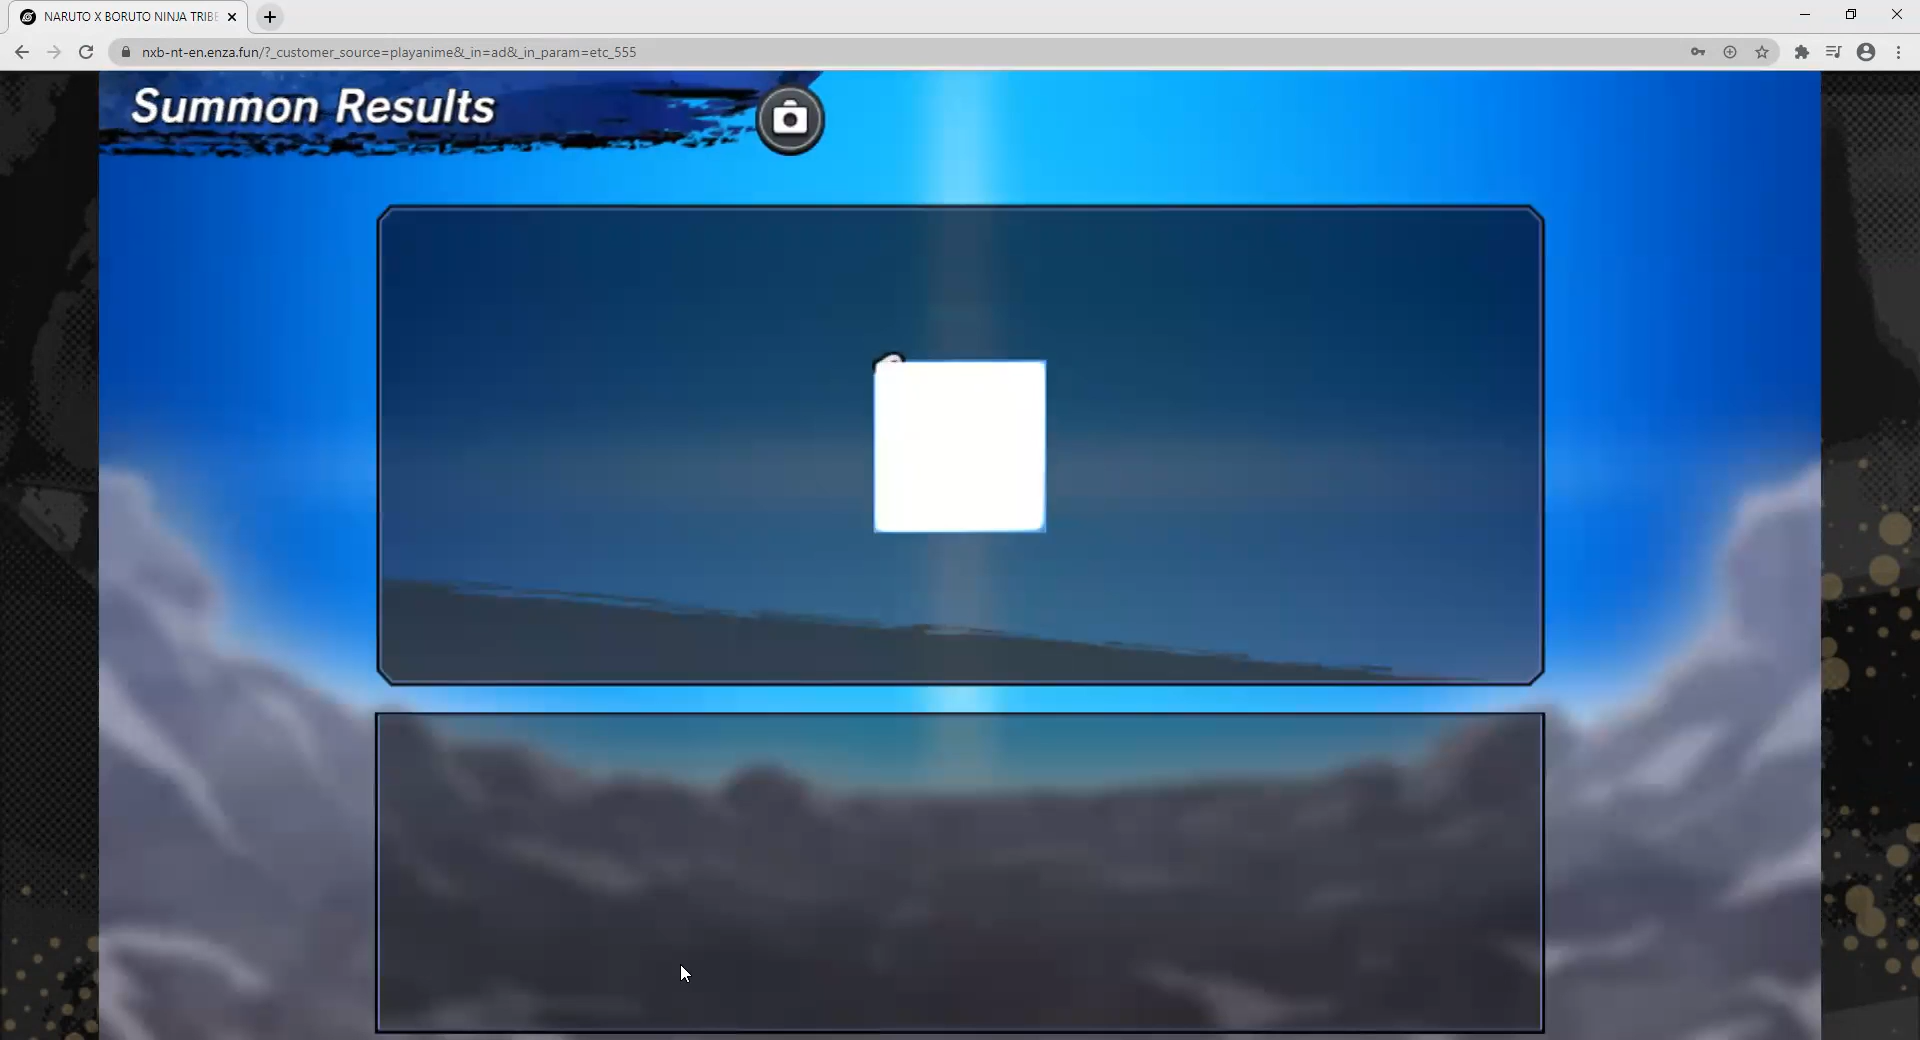 NARUTO X BORUTO NINJA TRIBE
nxb-nt-en.enza.fun/?_customer_source=playanime&_in=ad&_in_param=etc_555
Summon Results